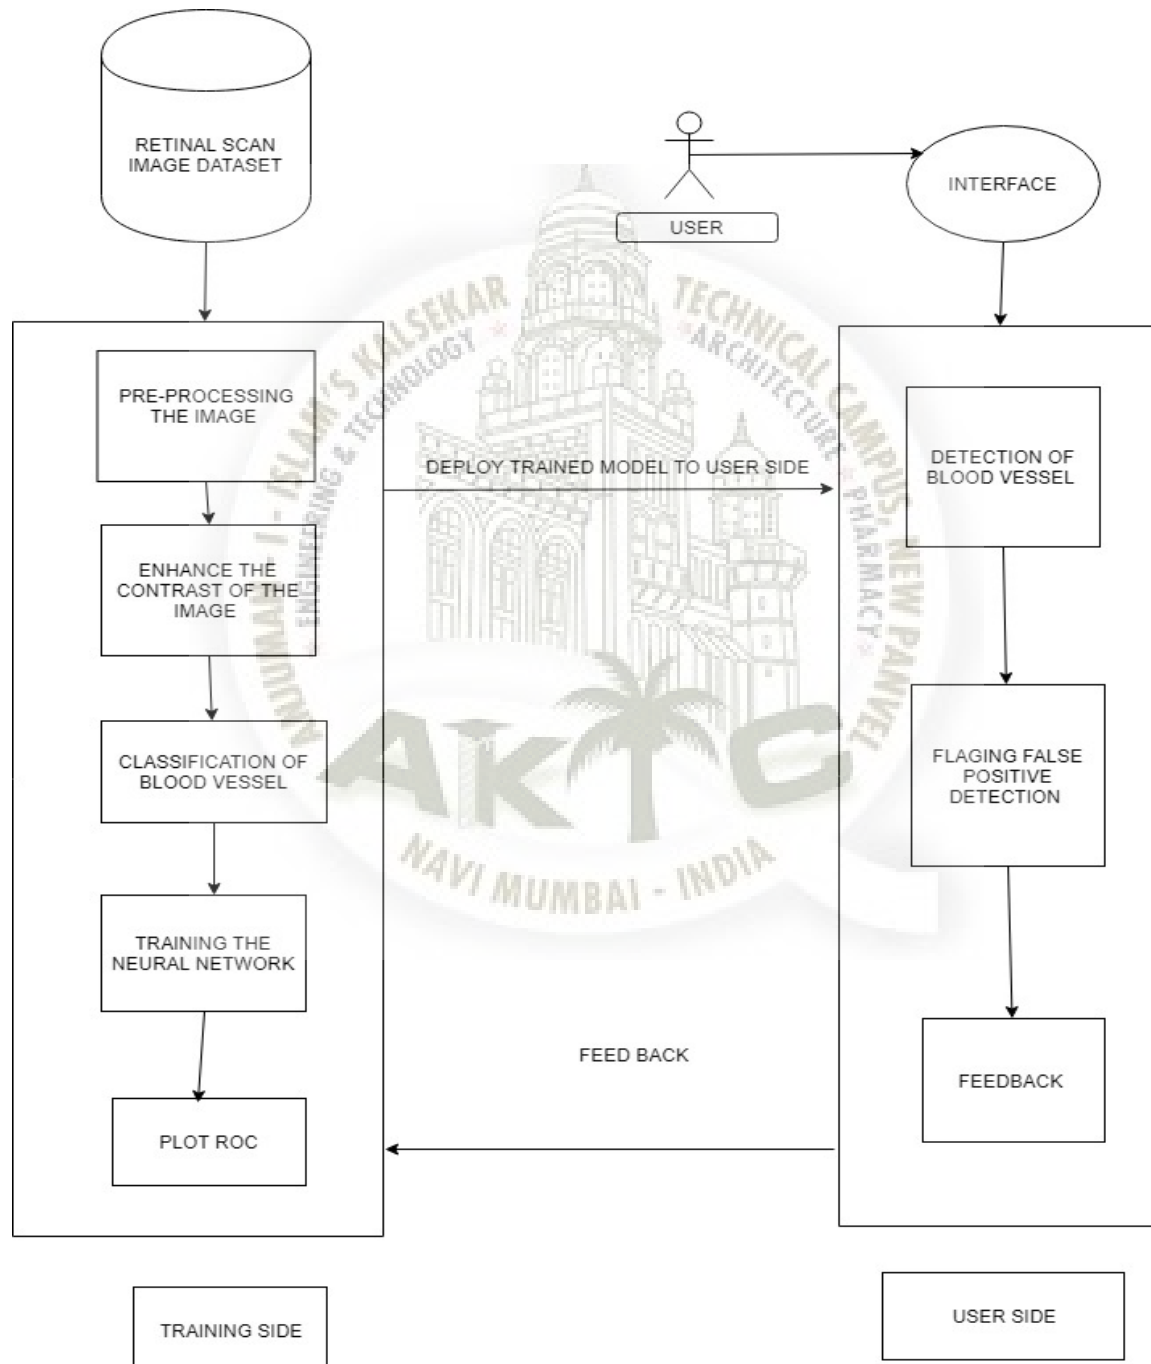 RETINAL SCAN
IMAGE DATASET
USER
INTERFACE
PRE-PROCESSING
THE IMAGE
ENHANCE THE
CONTRAST OF THE
IMAGE
CLASSIFICATION OF
BLOOD VESSEL
TRAINING THE
NEURAL NETWORK
PLOT ROC
TRAINING SIDE
DEPLOY TRAINED MODEL TO USER SIDE
FEED BACK
DETECTION OF
BLOOD VESSEL
FLAGING FALSE
POSITIVE
DETECTION
FEEDBACK
USER SIDE
ANJUMAN - I - ISLAM'S KALSEKAR TECHNICAL CAMPUS, NEW PANVEL
ENGINEERING & TECHNOLOGY * ARCHITECTURE * PHARMACY *
AKTC
NAVI MUMBAI - INDIA